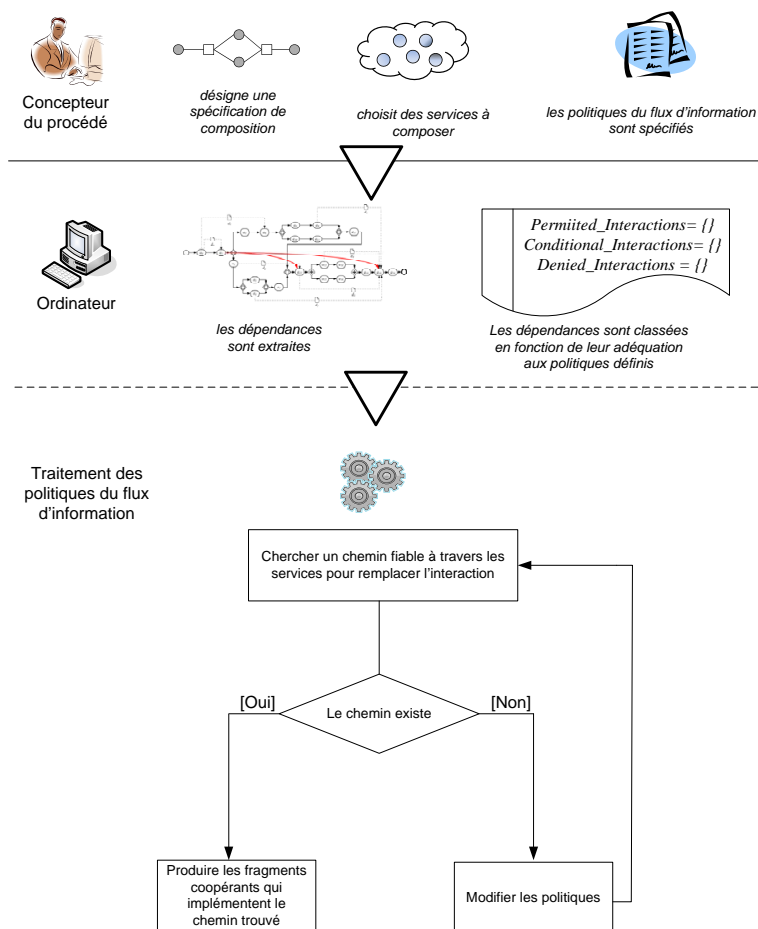 Concepteur
du procédé
désigne une
spécification de
composition
choisit des services à
composer
les politiques du flux d'information
sont spécifiés
Ordinateur
les dépendances
sont extraites
Permiited_Interactions= {}
Conditional_Interactions= {}
Denied_Interactions = {}
Les dépendances sont classées
en fonction de leur adéquation
aux politiques définis
Traitement des
politiques du flux
d'information
Chercher un chemin fiable à travers les
services pour remplacer l'interaction
[Oui]
Le chemin existe
[Non]
Produire les fragments
coopérants qui
implémentent le
chemin trouvé
Modifier les politiques